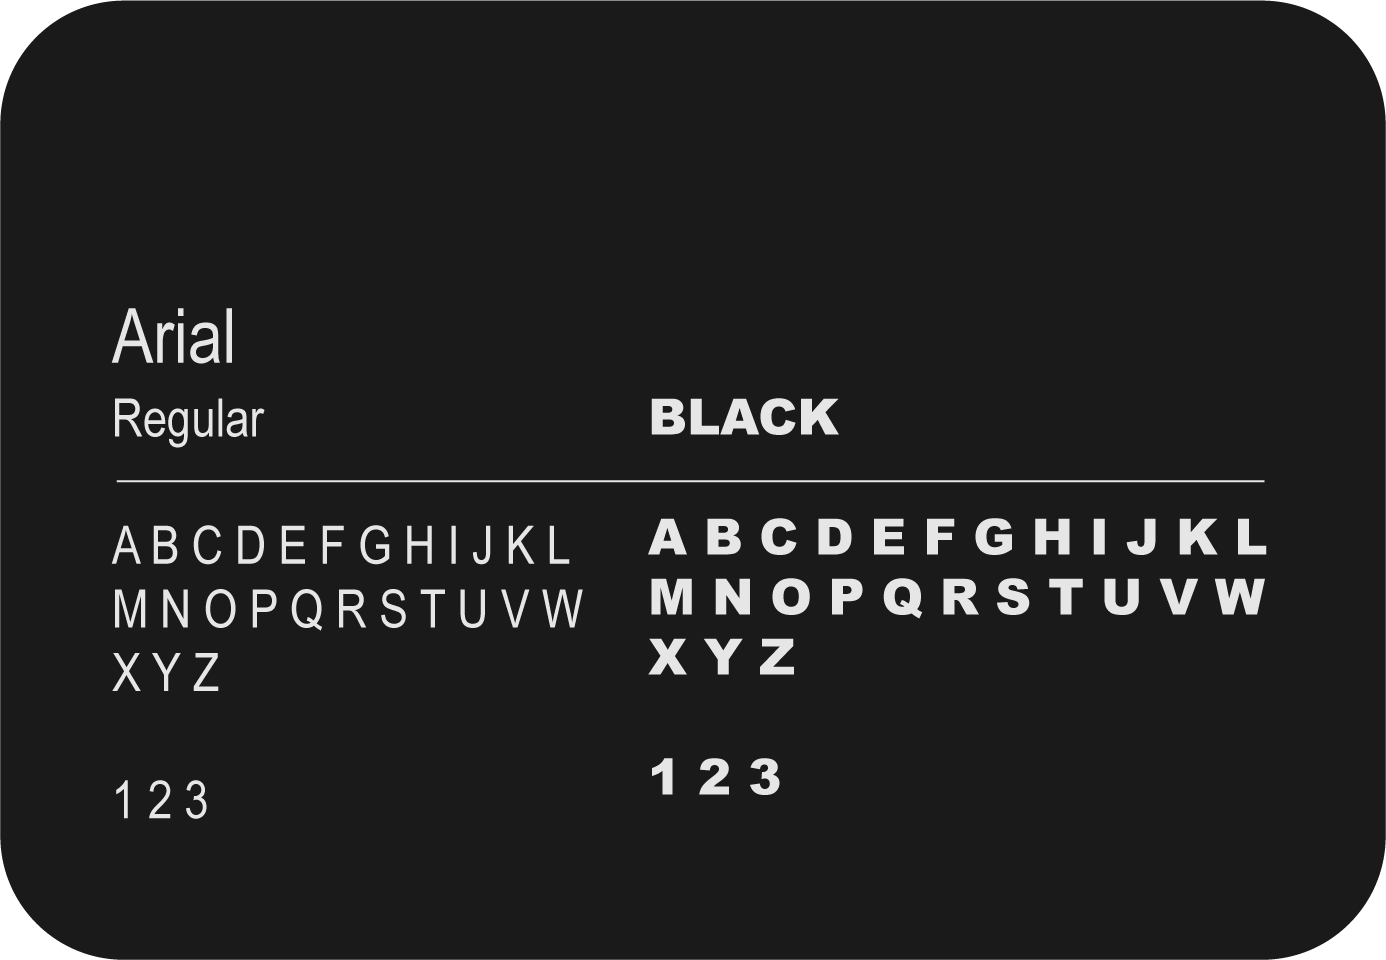 Arial
Regular
BLACK
A B C D E F G H I J K L
M N O P Q R S T U V W
X Y Z
1 2 3
A B C D E F G H I J K L
M N O P Q R S T U V W
X Y Z
1 2 3